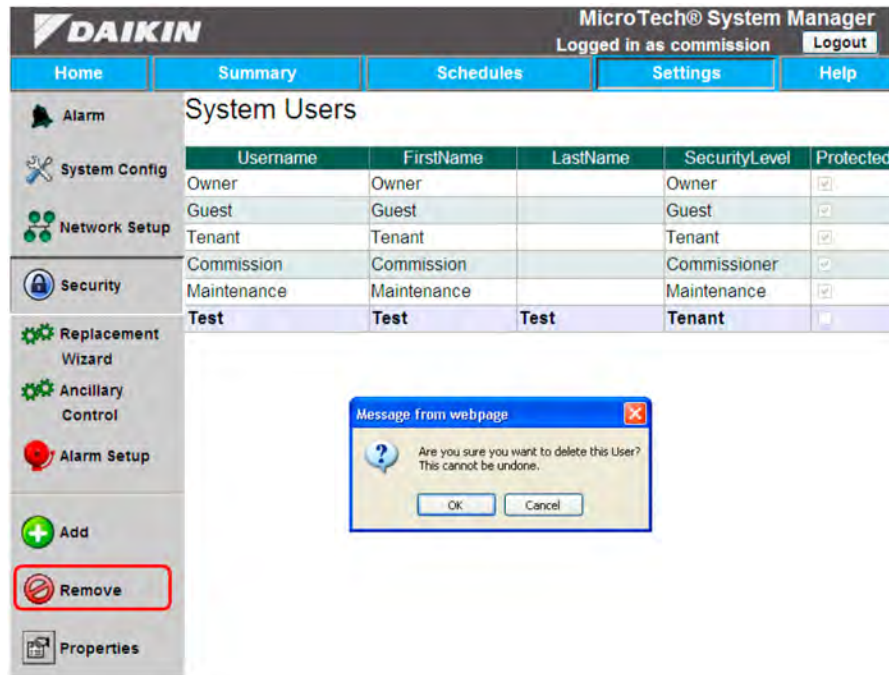 DAIKIN
MicroTech® System Manager
Logged in as commission Logout
Home Summary Schedules Settings Help
Alarm
System Config
Network Setup
Security
Replacement
Wizard
Ancillary
Control
Alarm Setup
Add
Remove
Properties
System Users
Username FirstName LastName SecurityLevel Protected
Owner Owner Owner
Guest Guest Guest
Tenant Tenant Tenant
Commission Commission Commissioner
Maintenance Maintenance Maintenance
Test Test Test Tenant
Message from webpage
Are you sure you want to delete this User?
This cannot be undone.
OK Cancel